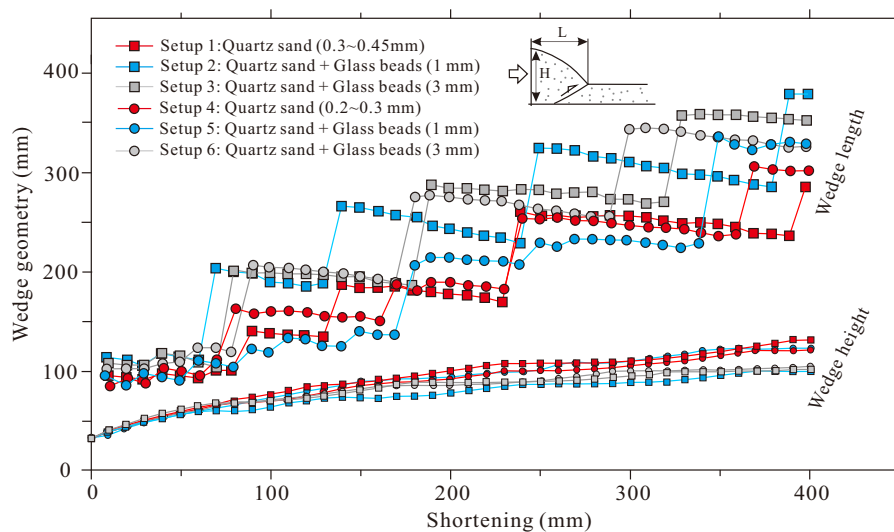 Wedge geometry (mm)
400
300
200
100
0
Setup 1:Quartz sand (0.3~0.45mm)
Setup 2: Quartz sand + Glass beads (1 mm)
Setup 3: Quartz sand + Glass beads (3 mm)
Setup 4: Quartz sand (0.2~0.3 mm)
Setup 5: Quartz sand + Glass beads (1 mm)
Setup 6: Quartz sand + Glass beads (3 mm)
L
H
Wedge length
Wedge height
0
100
200
300
400
Shortening (mm)